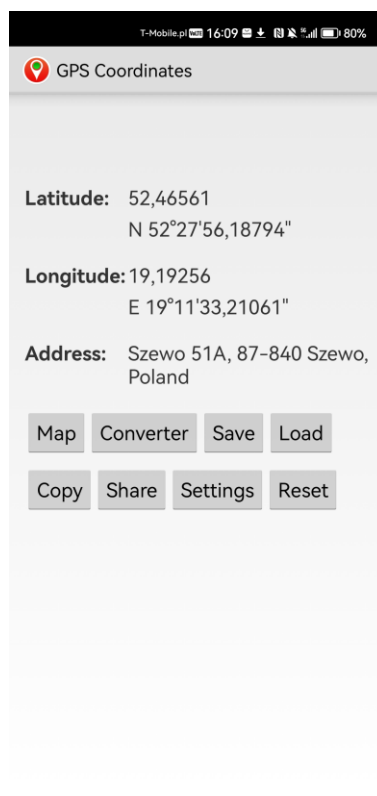 T-Mobile.pl 16:09 80%
GPS Coordinates
Latitude: 52,46561
N 52°27'56,18794"
Longitude: 19,19256
E 19°11'33,21061"
Address: Szewo 51A, 87-840 Szewo,
Poland
Map Converter Save Load
Copy Share Settings Reset